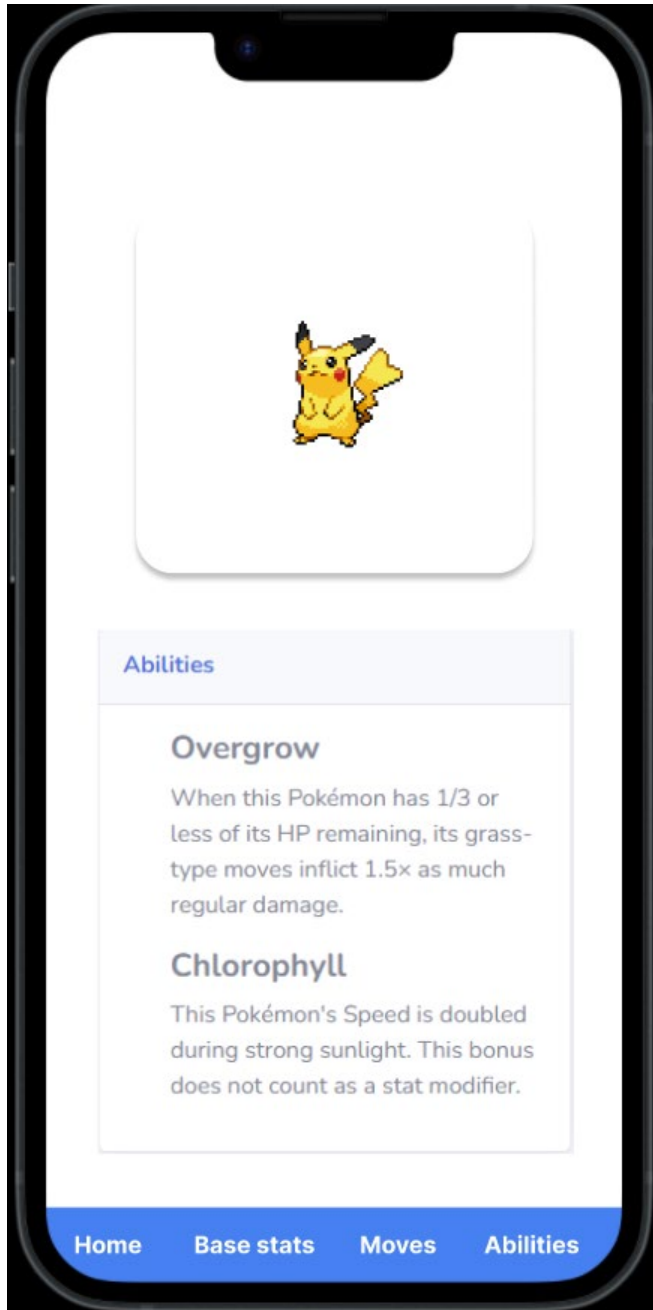 Abilities
Overgrow
When this Pokémon has 1/3 or
less of its HP remaining, its grass-
type moves inflict 1.5× as much
regular damage.
Chlorophyll
This Pokémon's Speed is doubled
during strong sunlight. This bonus
does not count as a stat modifier.
Home Base stats Moves Abilities